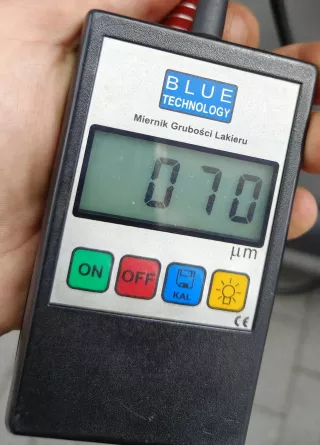 BLUE
TECHNOLOGY
Miernik Grubości Lakieru
070
μm
ON
OFF
KAL
CE